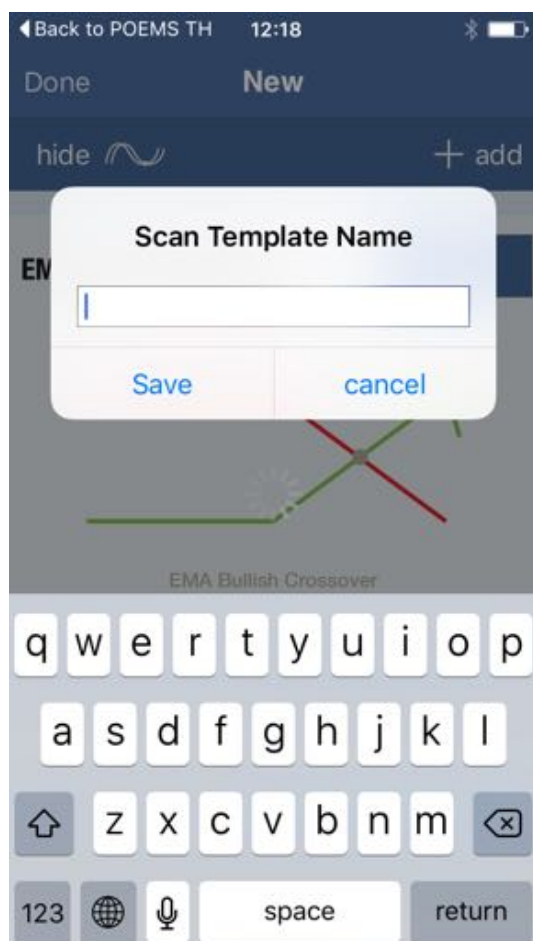 Back to POEMS TH 12:18
Done New
hide + add
Scan Template Name
EM
Save cancel
EMA Bullish Crossover
q w e r t y u i o p
a s d f g h j k l
z x c v b n m
123 space return